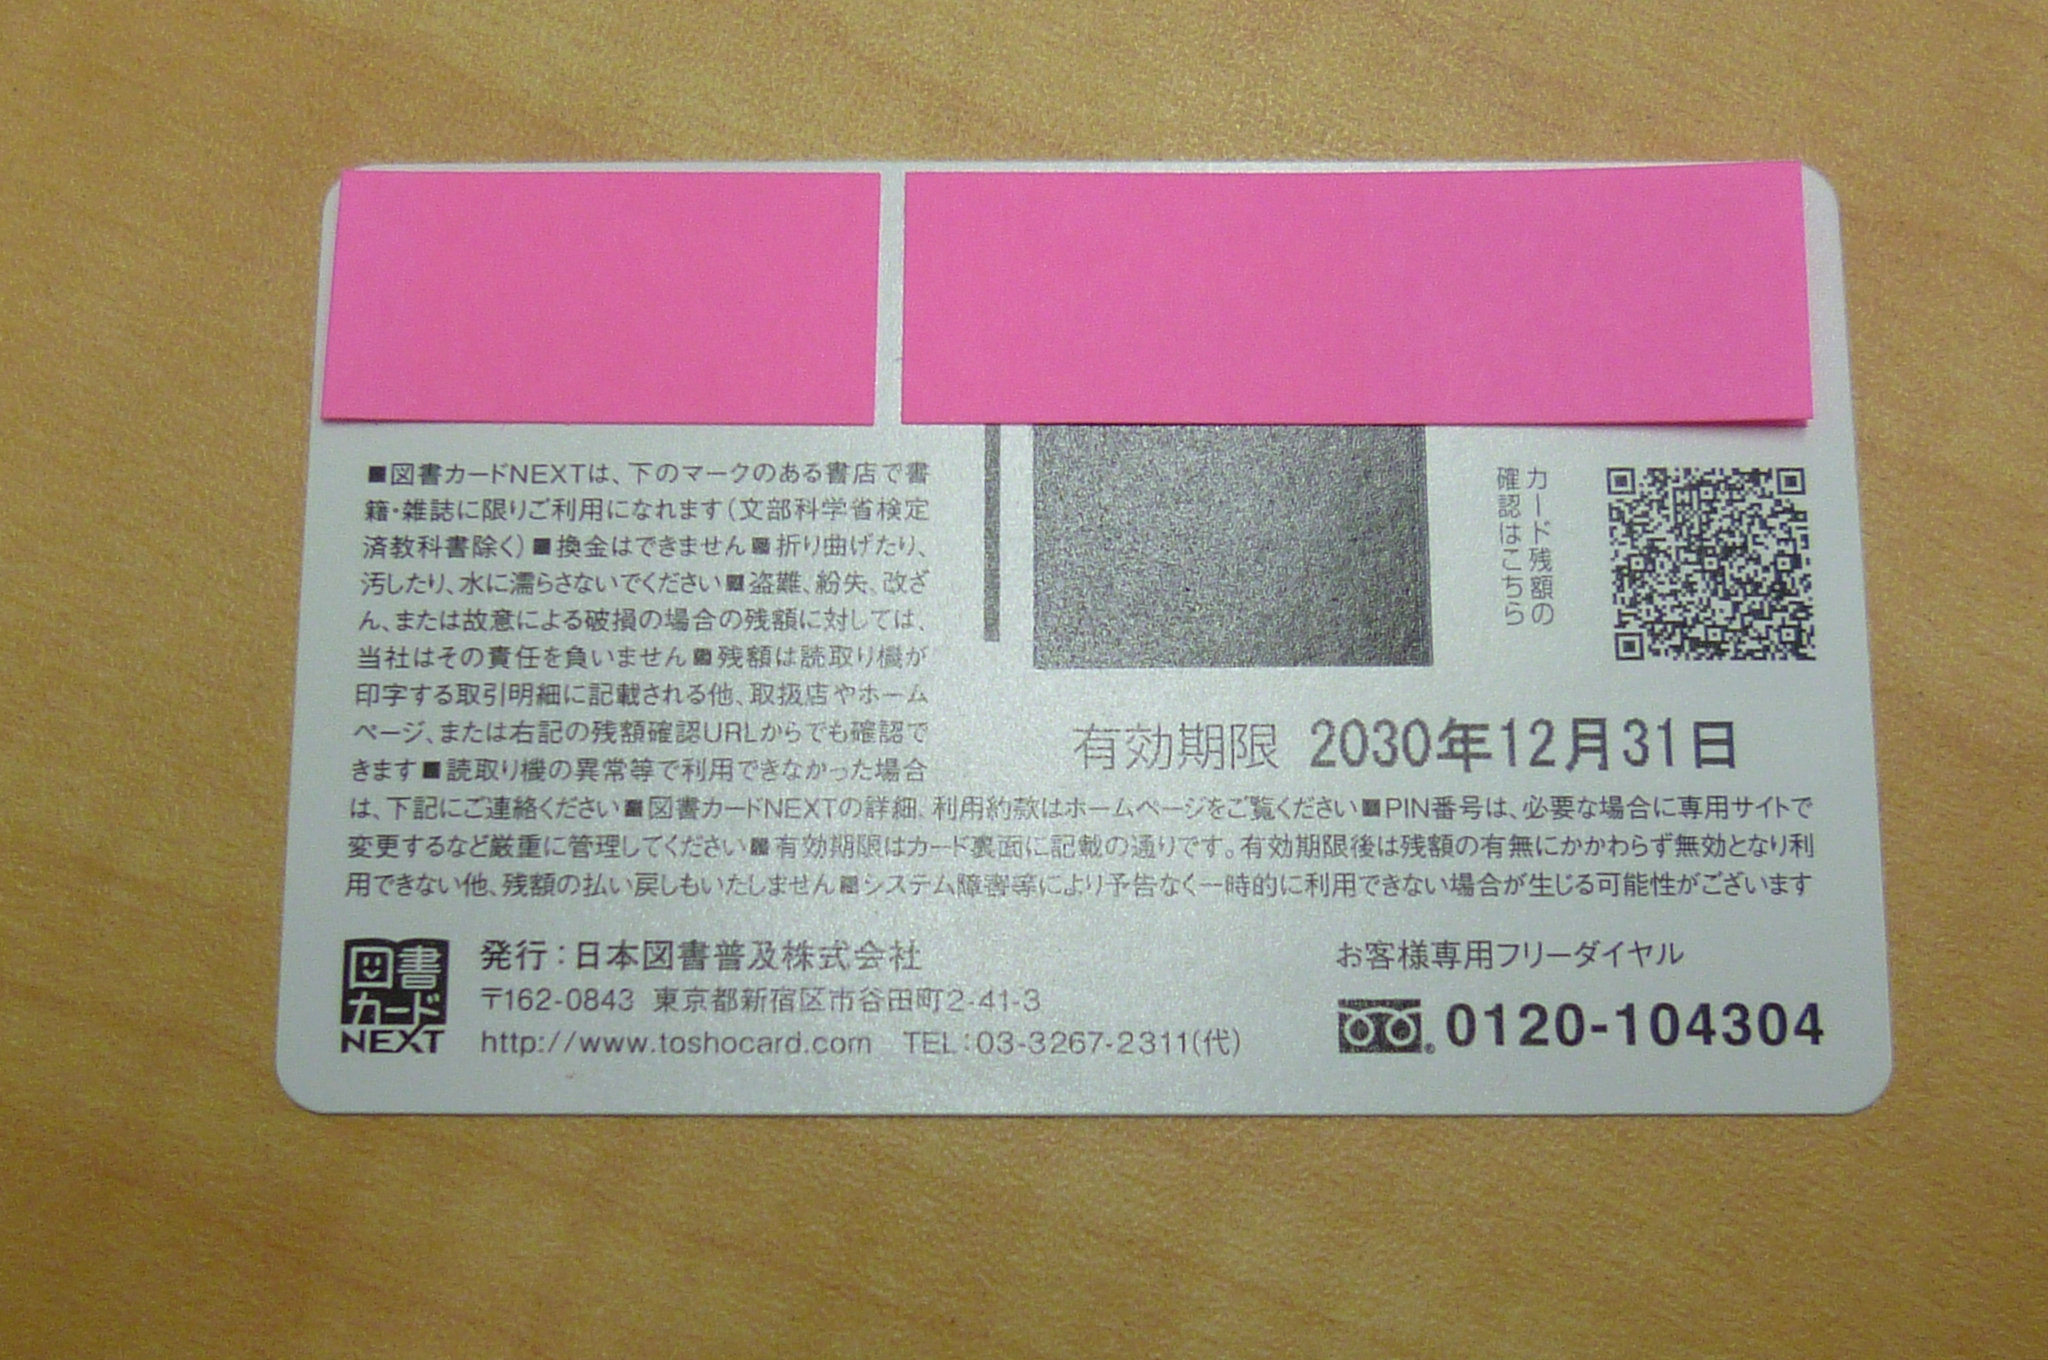 ■図書カードNEXTは、下のマークのある書店で書
籍・雑誌に限りご利用になれます(文部科学省検定
済教科書除く)■換金はできません■折り曲げたり、
汚したり、水に濡らさないでください■盗難、紛失、改ざ
ん、または故意による破損の場合の残額に対しては、
当社はその責任を負いません■残額は読取り機が
印字する取引明細に記載される他、取扱店やホーム
ページ、または右記の残額確認URLからでも確認で
きます■読取り機の異常等で利用できなかった場合
は、下記にご連絡ください■図書カードNEXTの詳細、利用約款はホームページをご覧ください■PIN番号は、必要な場合に専用サイトで
変更するなど厳重に管理してください■有効期限はカード裏面に記載の通りです。有効期限後は残額の有無にかかわらず無効となり利
用できない他、残額の払い戻しもいたしません■システム障害等により予告なく一時的に利用できない場合が生じる可能性がございます
カード残額の
確認はこちら
有効期限 2030年12月31日
図書
カード
NEXT
発行:日本図書普及株式会社
〒162-0843 東京都新宿区市谷田町2-41-3
http://www.toshocard.com TEL:03-3267-2311(代)
お客様専用フリーダイヤル
0120-104304